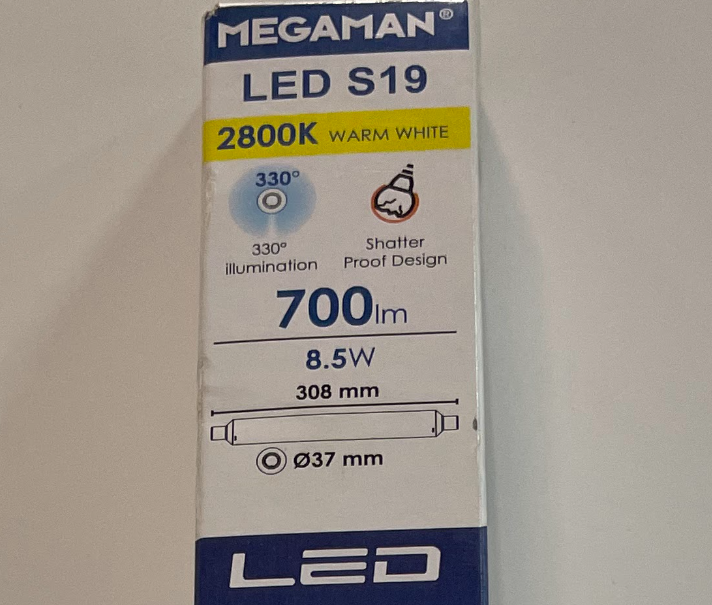 MEGAMAN®
LED S19
2800K WARM WHITE
330°
330°
illumination
Shatter
Proof Design
700lm
8.5W
308 mm
Ø37 mm
LED